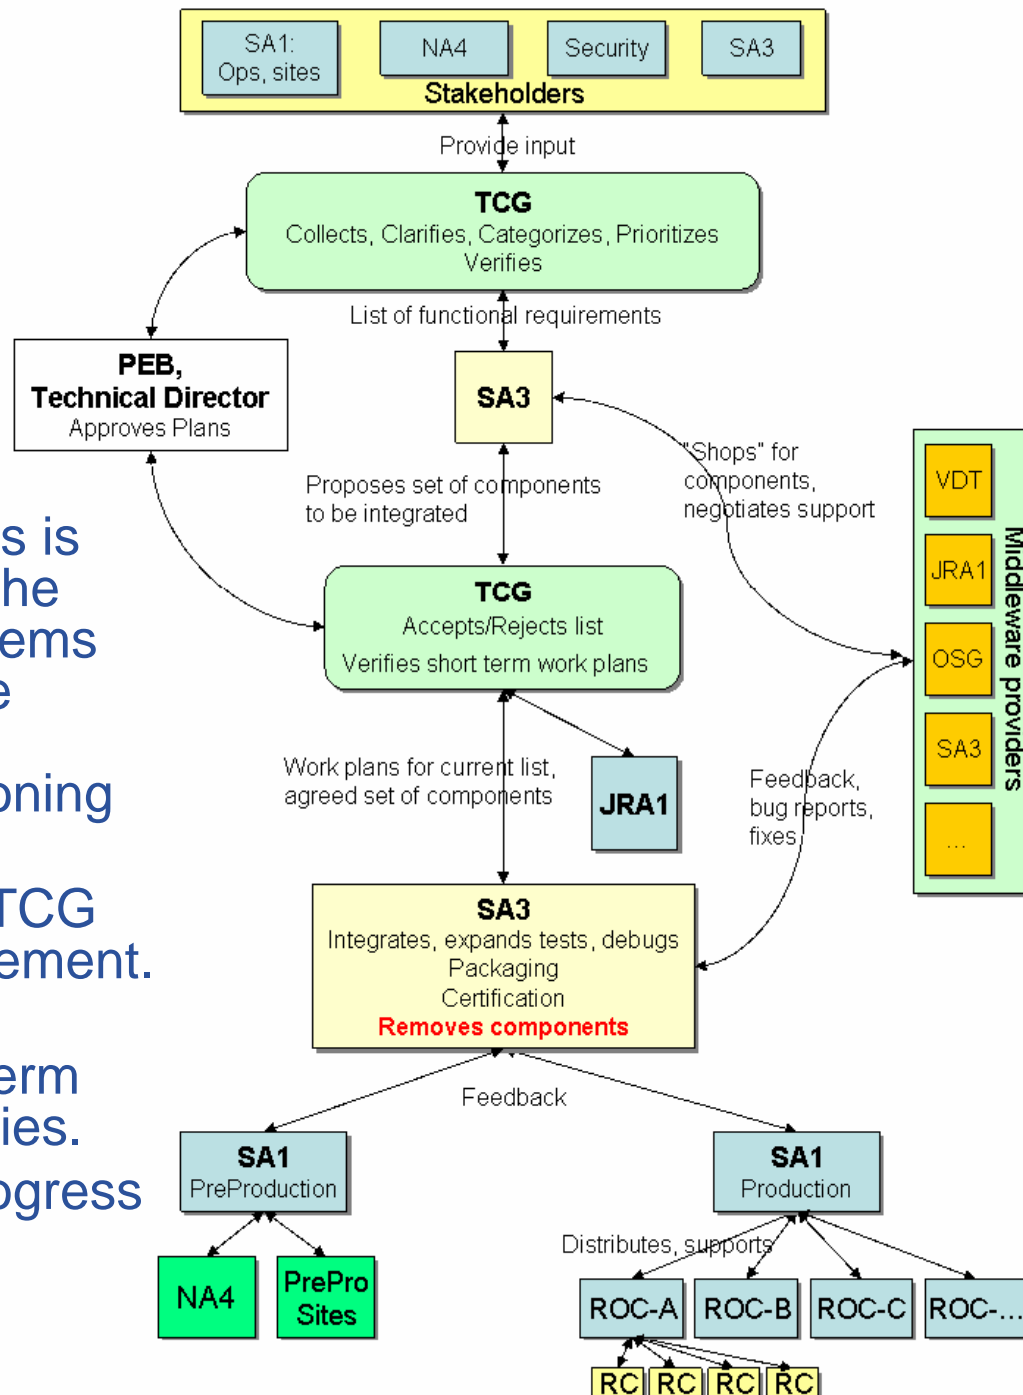 SA1:
Ops, sites
NA4
Security
SA3
Stakeholders
Provide input
TCG
Collects, Clarifies, Categorizes, Prioritizes
Verifies
List of functional requirements
PEB,
Technical Director
Approves Plans
SA3
"Shops" for
components,
negotiates support
Proposes set of components
to be integrated
TCG
Accepts/Rejects list
Verifies short term work plans
Middleware providers
VDT
JRA1
OSG
SA3
...
Work plans for current list,
agreed set of components
JRA1
Feedback,
bug reports,
fixes
SA3
Integrates, expands tests, debugs
Packaging
Certification
Removes components
Feedback
SA1
PreProduction
SA1
Production
NA4
PrePro
Sites
Distributes, supports
ROC-A
ROC-B
ROC-C
ROC-...
RC
RC
RC
RC
s is
he
ems
e
oning
TCG
ement.
erm
ies.
ogress